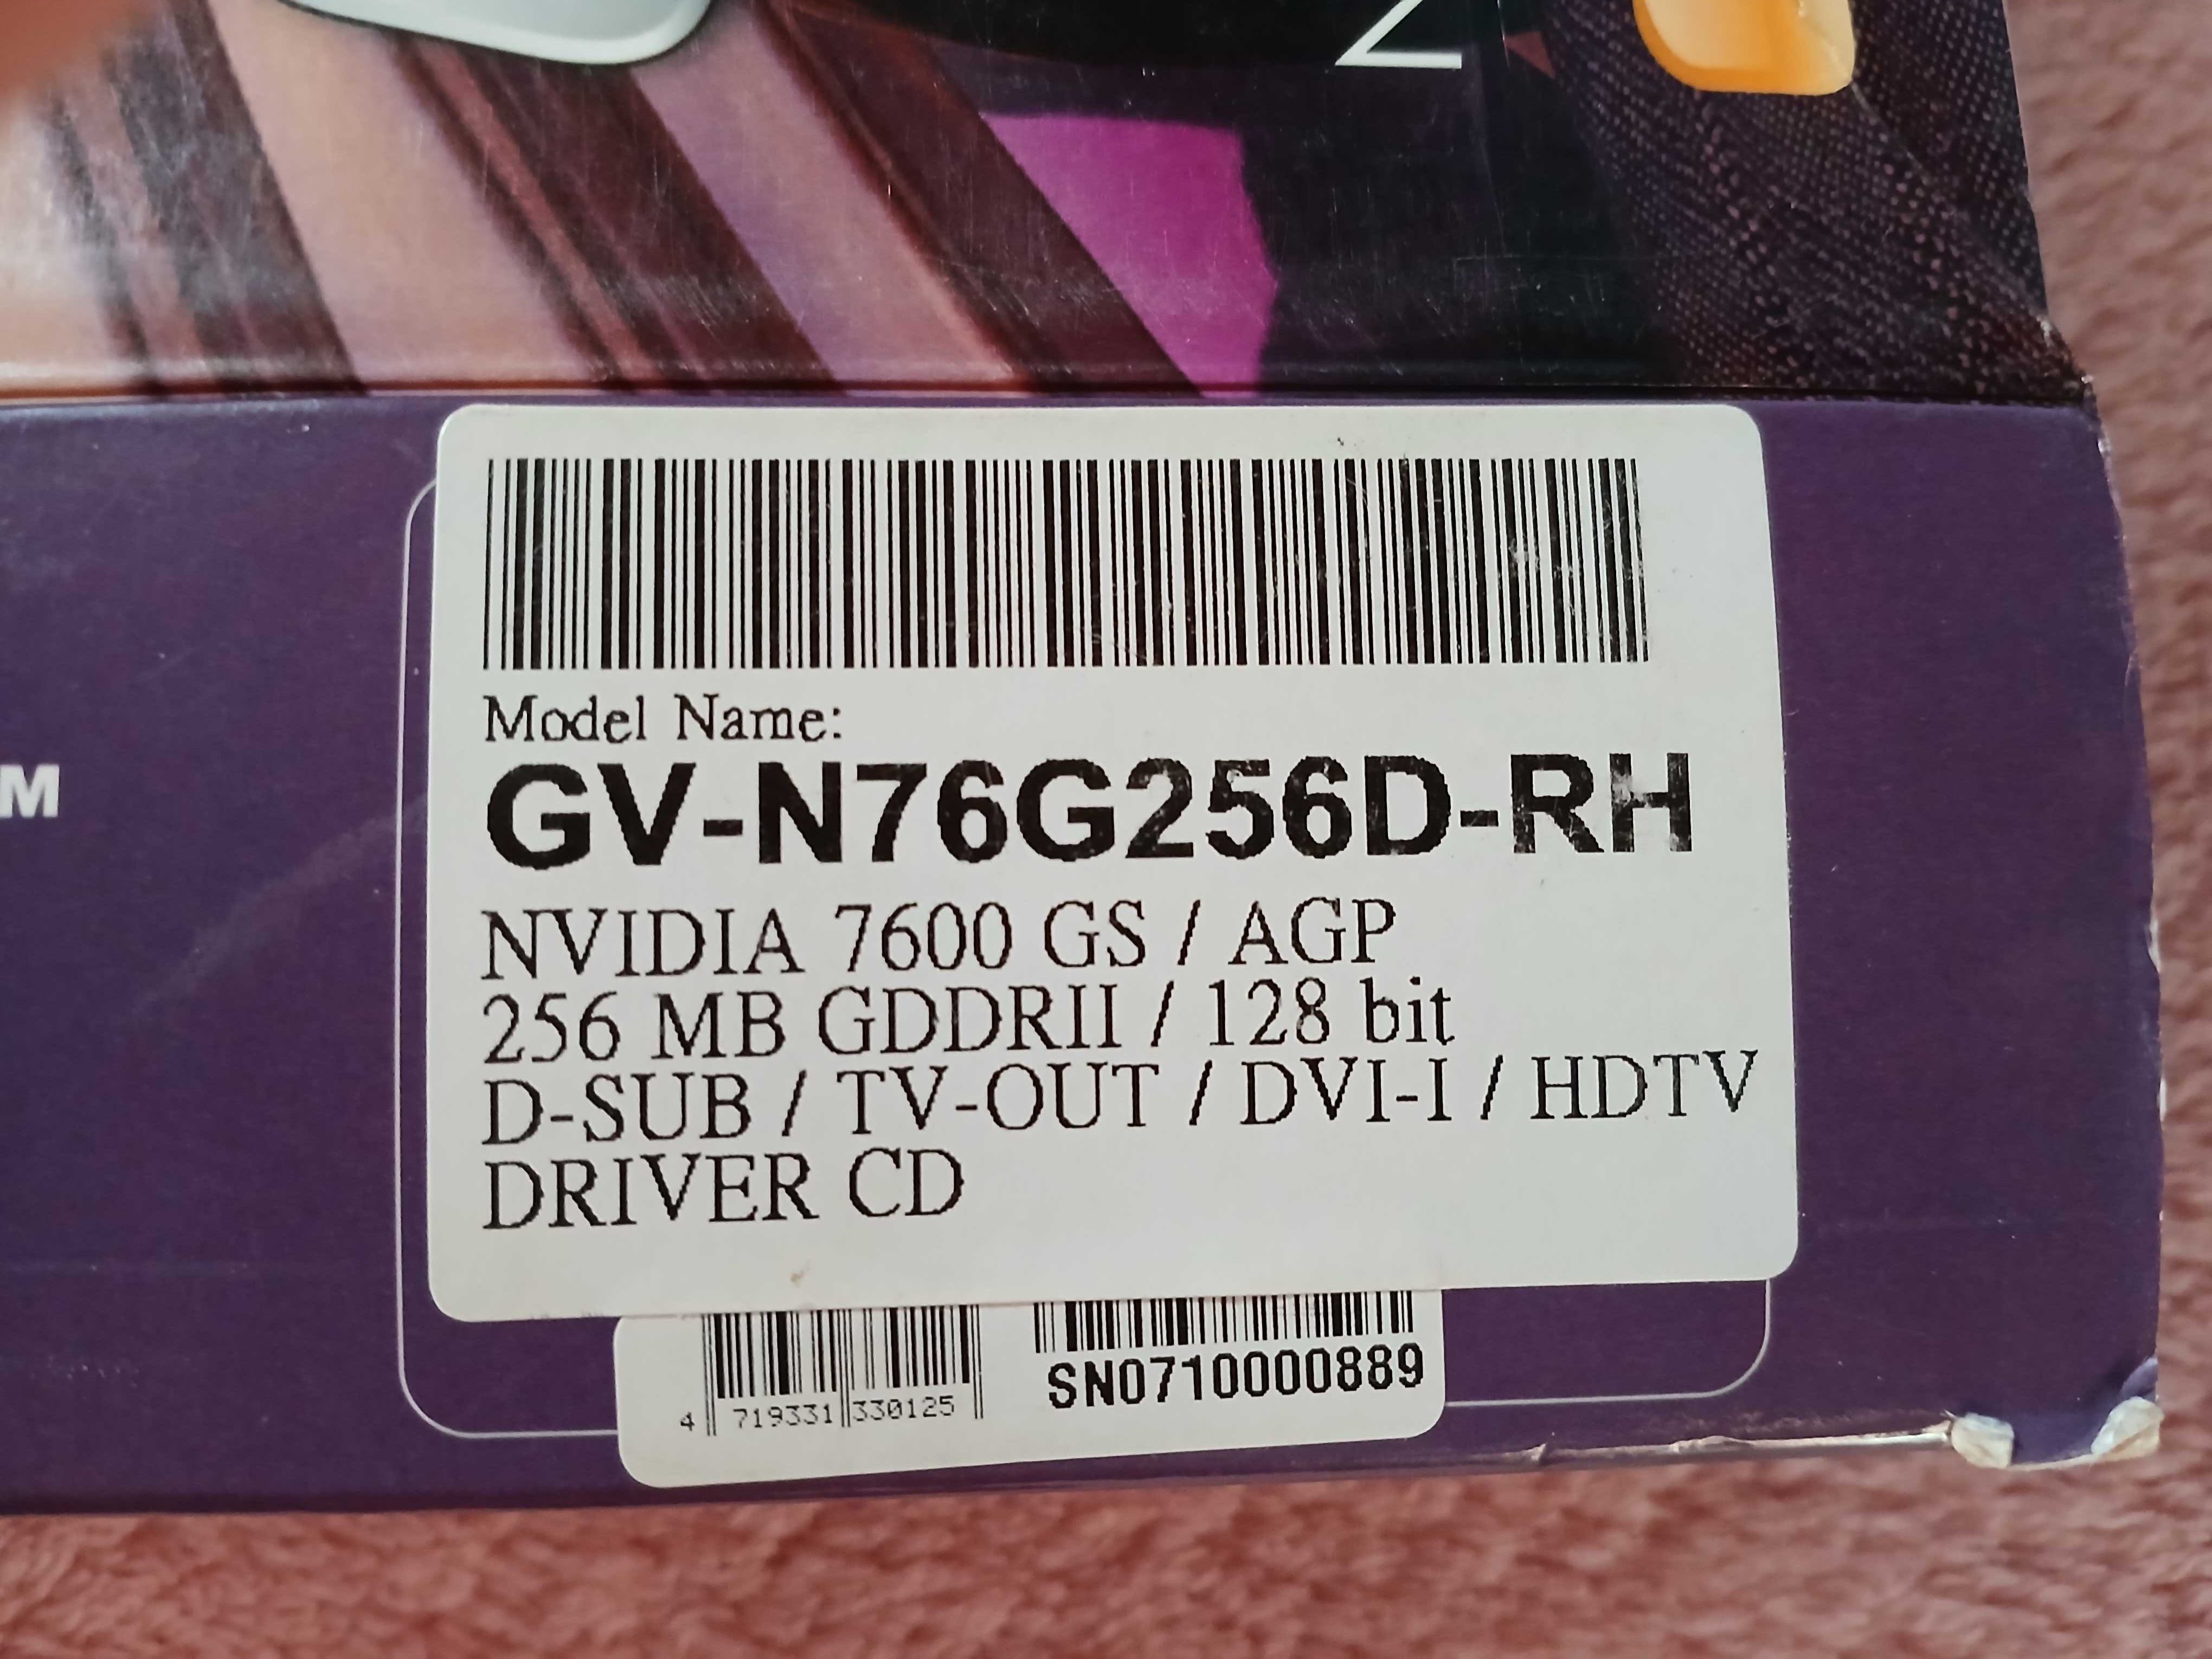 Model Name:
GV-N76G256D-RH
NVIDIA 7600 GS / AGP
256 MB GDDRII / 128 bit
D-SUB / TV-OUT / DVI-I / HDTV
DRIVER CD
4 719331 330125
SN0710000889